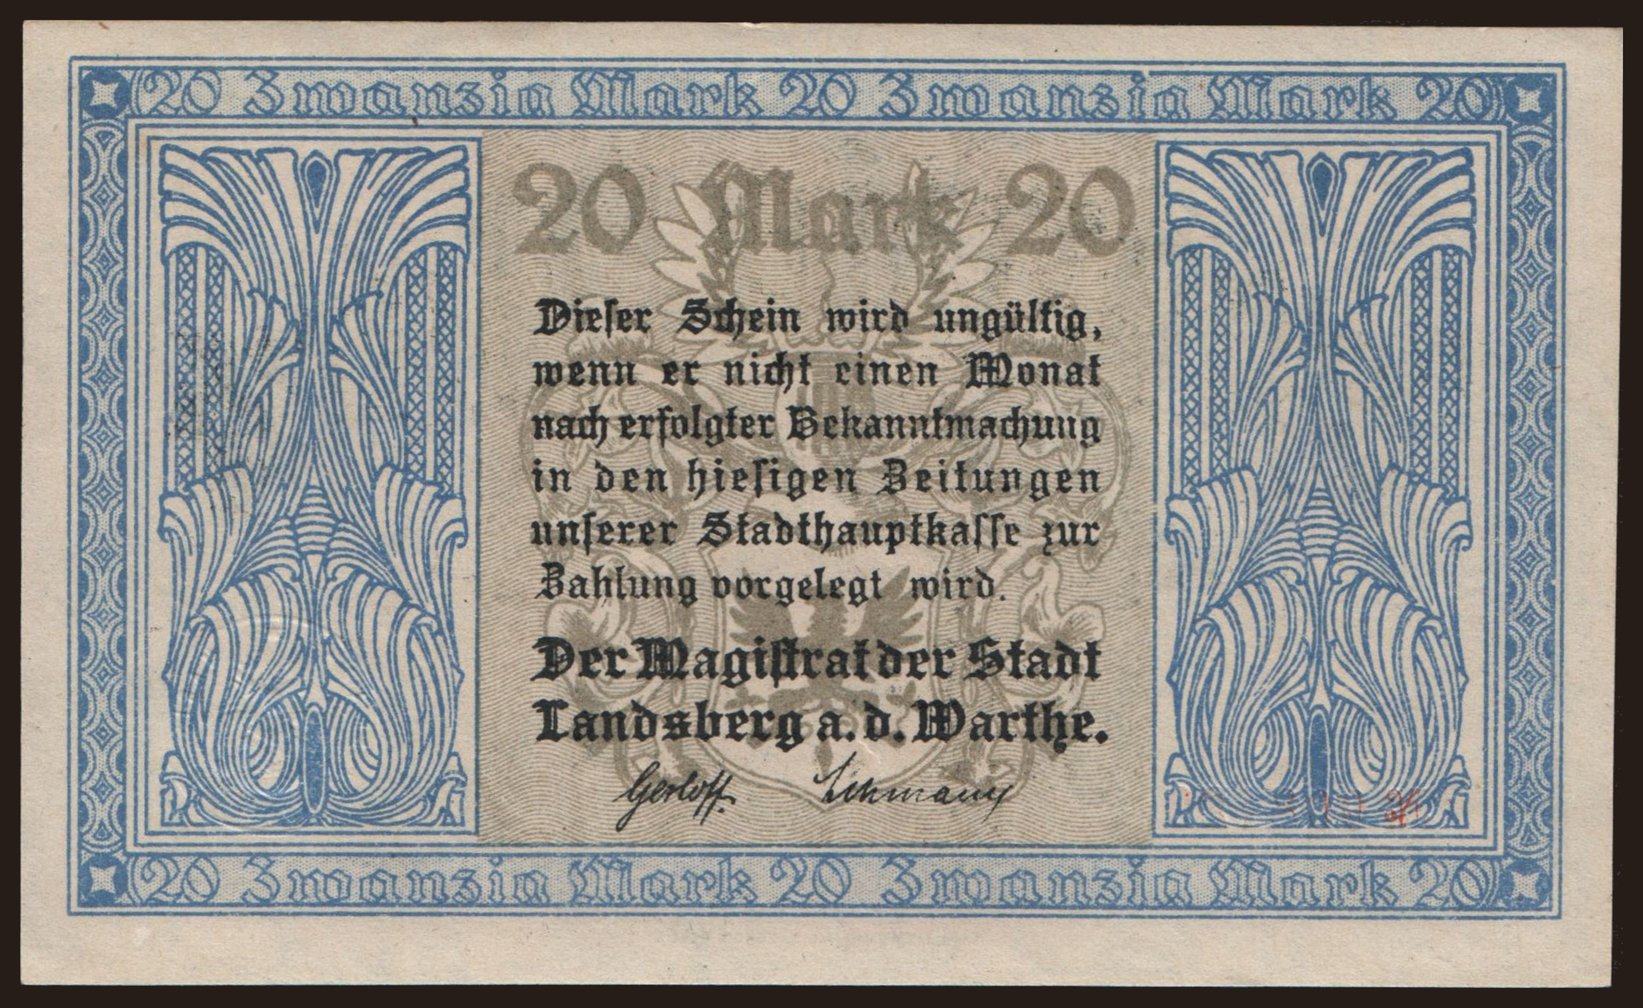 20 Zwanzig Mark 20 Zwanzig Mark 20
20 Mark 20
Dieser Schein wird ungültig,
wenn er nicht einen Monat
nach erfolgter Bekanntmachung
in den hiesigen Zeitungen
unserer Stadthauptkasse zur
Zahlung vorgelegt wird.
Der Magistrat der Stadt
Landsberg a. d. Warthe.
Gerloff. Lehmann
20 Zwanzig Mark 20 Zwanzig Mark 20